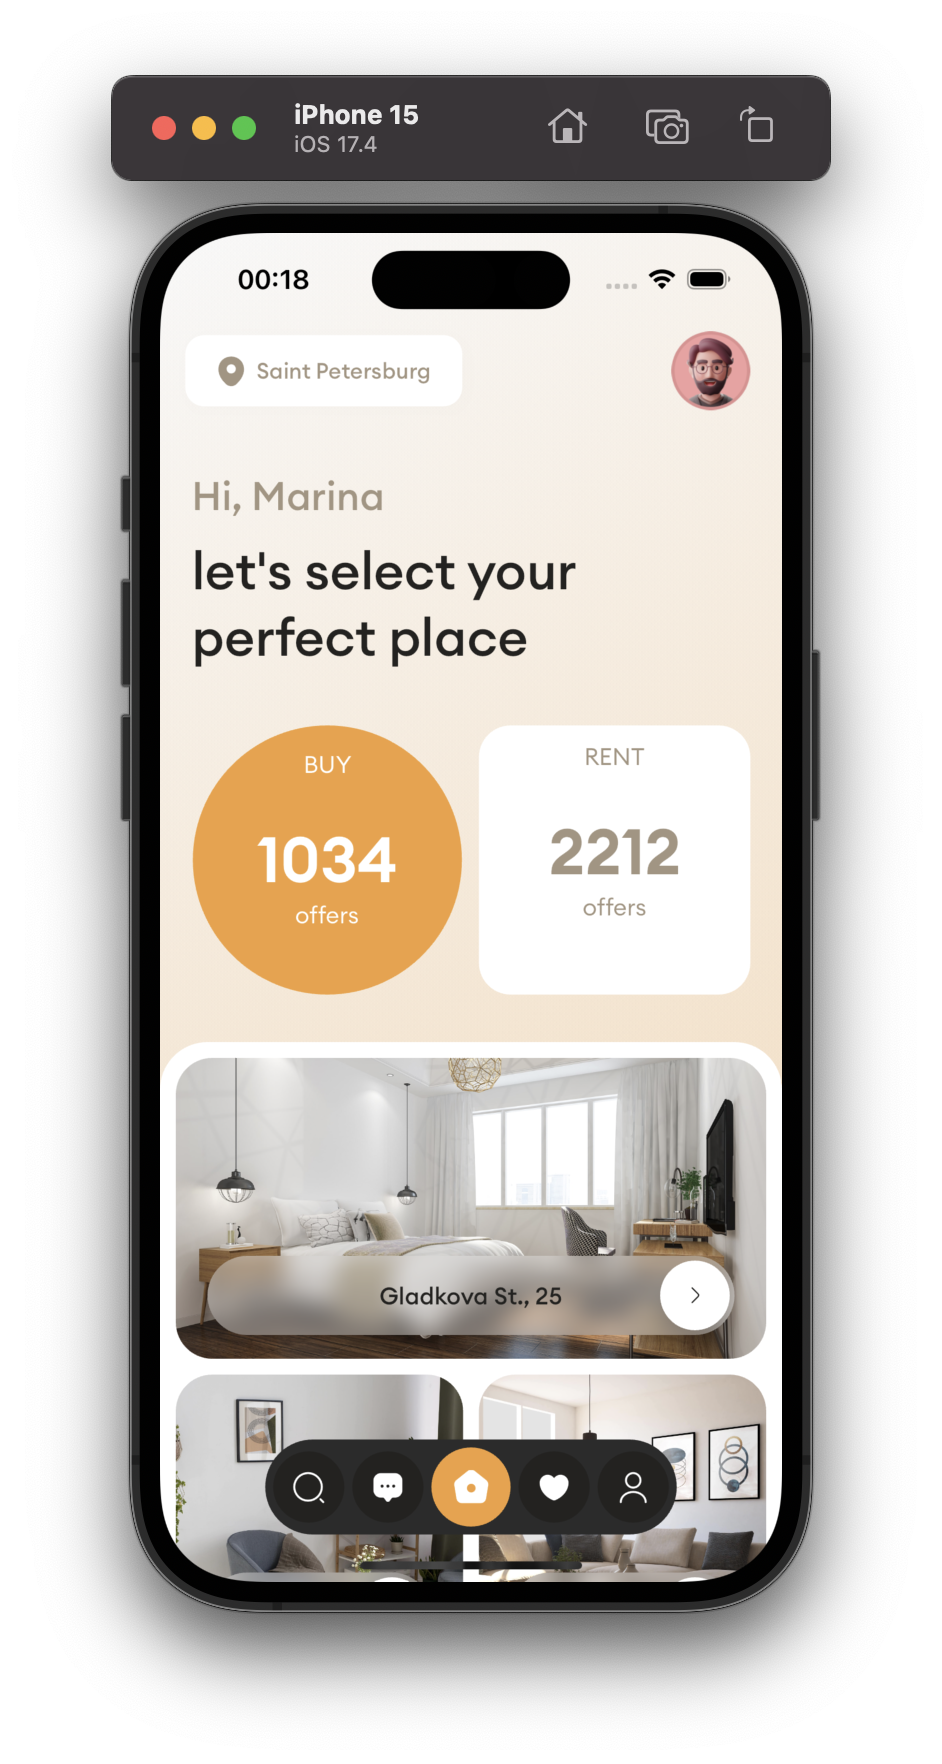 iPhone 15
iOS 17.4
00:18
Saint Petersburg
Hi, Marina
let's select your
perfect place
BUY
1034
offers
RENT
2212
offers
Gladkova St., 25